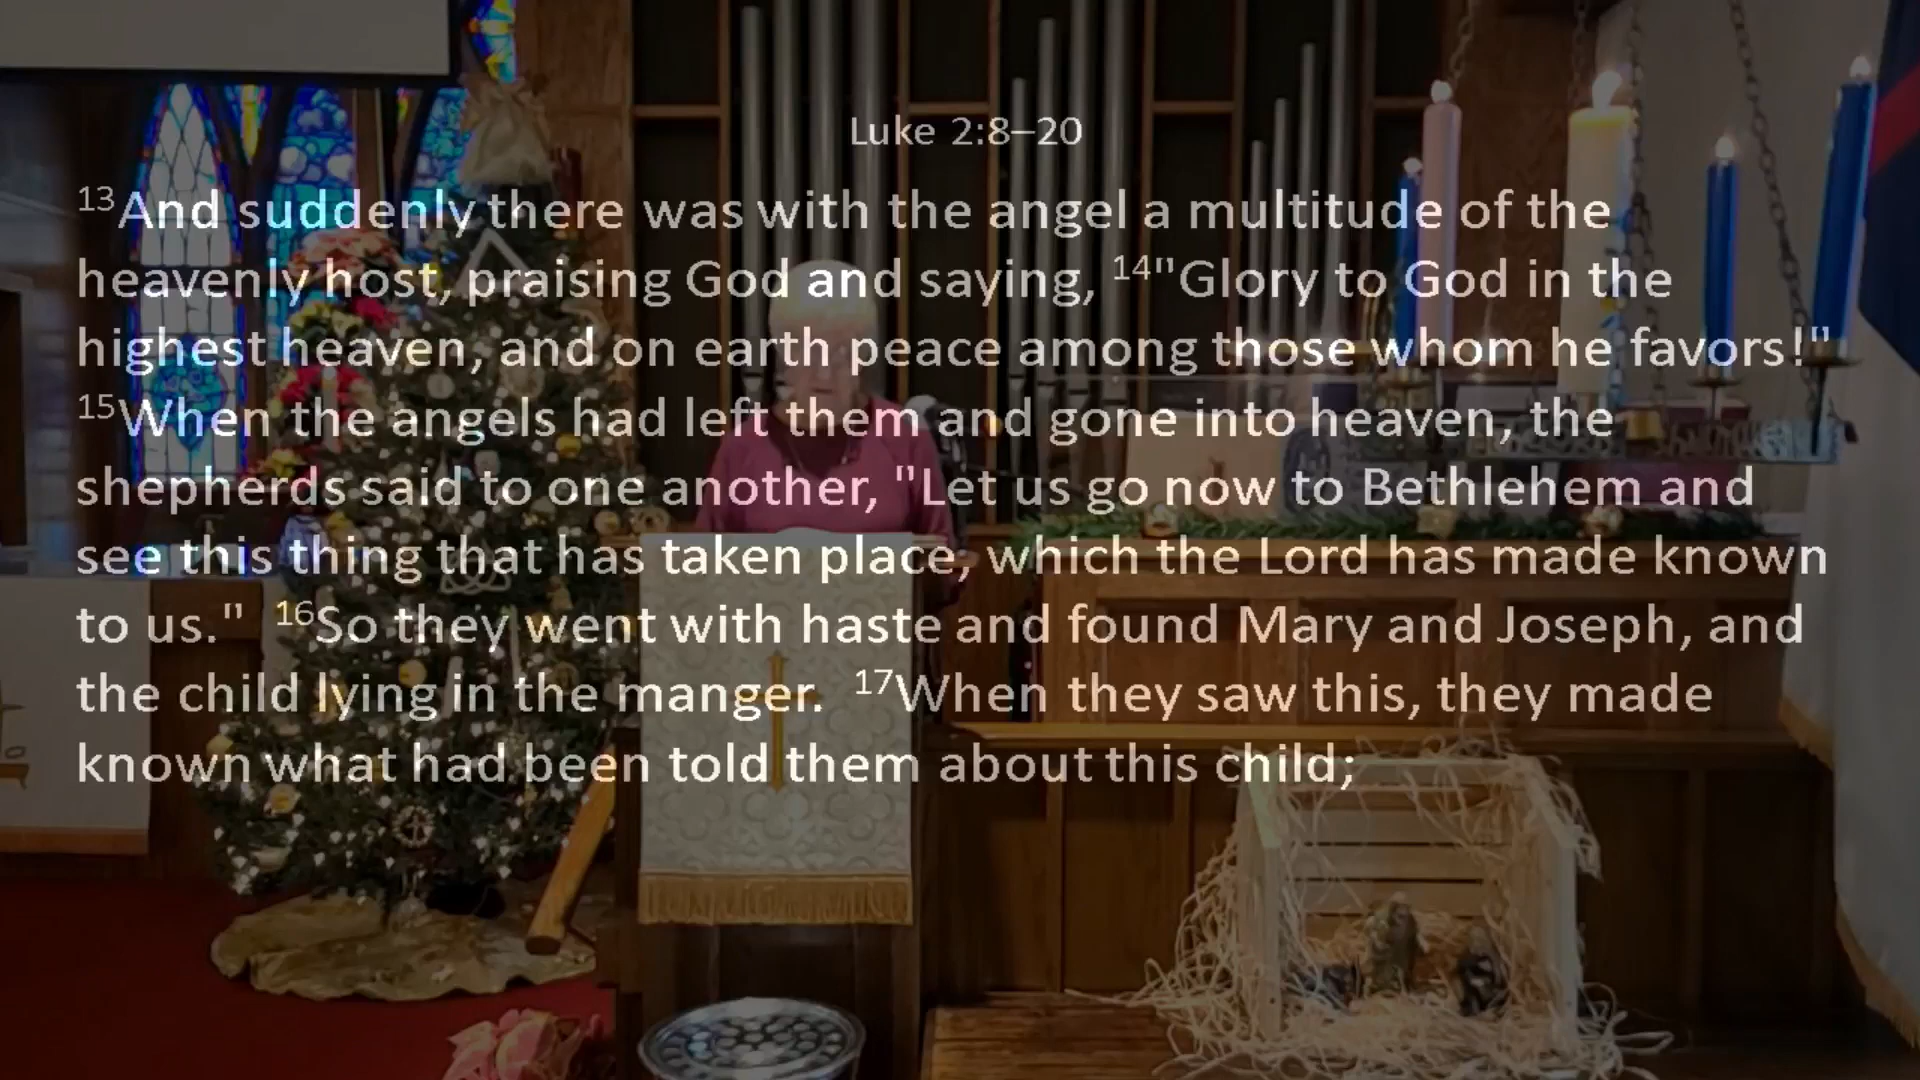 Luke 2:8–20
13And suddenly there was with the angel a multitude of the
heavenly host, praising God and saying, 14"Glory to God in the
highest heaven, and on earth peace among those whom he favors!"
15When the angels had left them and gone into heaven, the
shepherds said to one another, "Let us go now to Bethlehem and
see this thing that has taken place, which the Lord has made known
to us." 16So they went with haste and found Mary and Joseph, and
the child lying in the manger. 17When they saw this, they made
known what had been told them about this child;